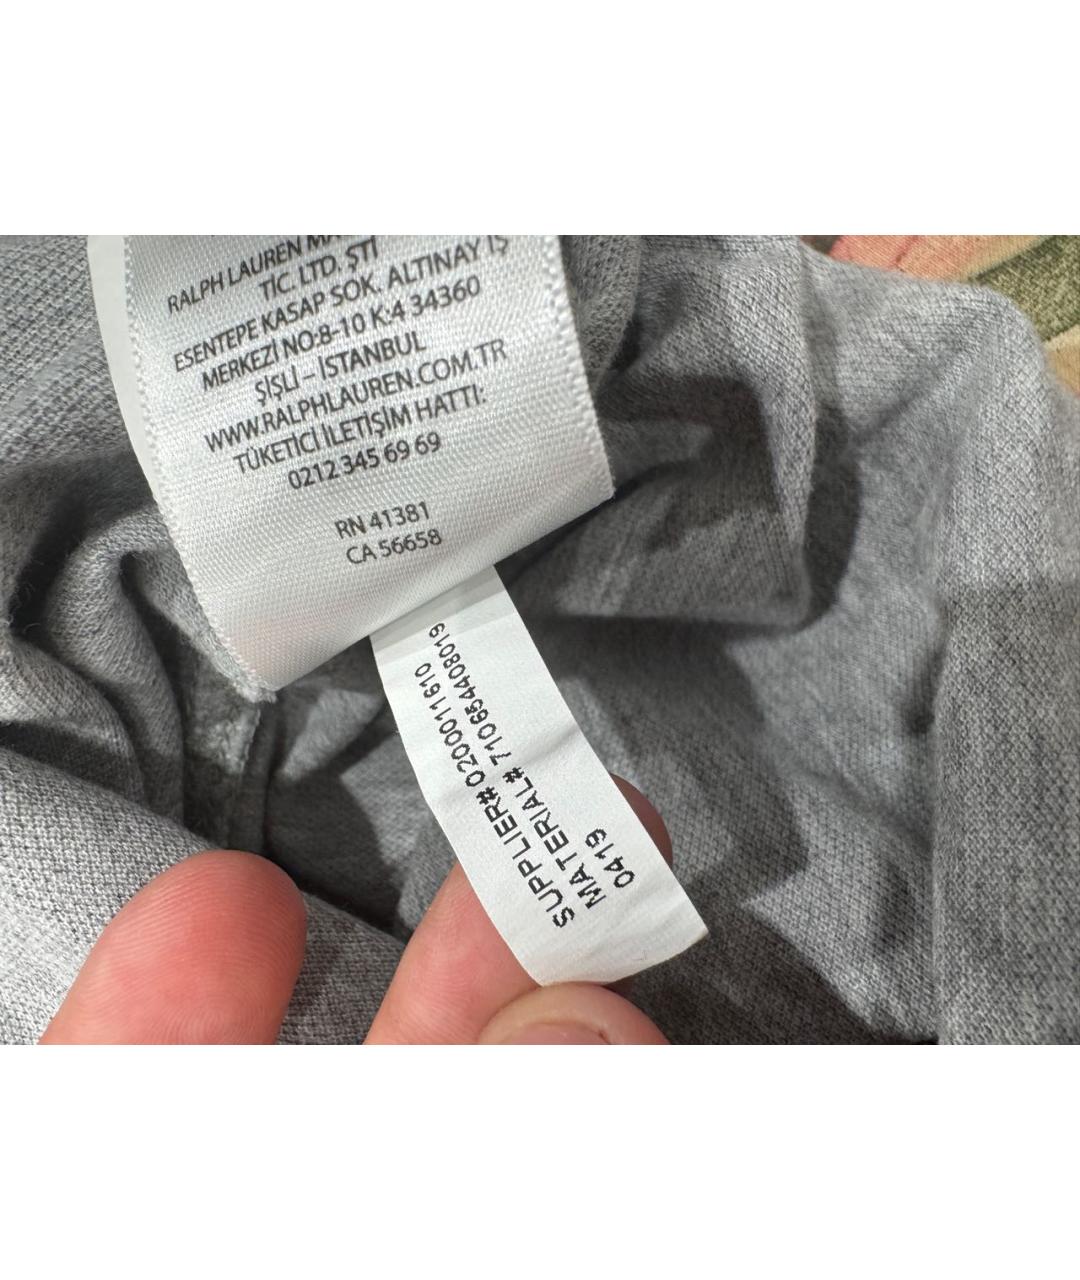 RALPH LAUREN
TİC. LTD. ŞTİ
ESENTEPE KASAP SOK. ALTINAY İŞ
MERKEZİ NO:8-10 K:4 34360
ŞİŞLİ – İSTANBUL
WWW.RALPHLAUREN.COM.TR
TÜKETİCİ İLETİŞİM HATTI:
0212 345 69 69
RN 41381
CA 56658
SUPPLIER# 0200011610
MATERIAL# 710654408019
0419